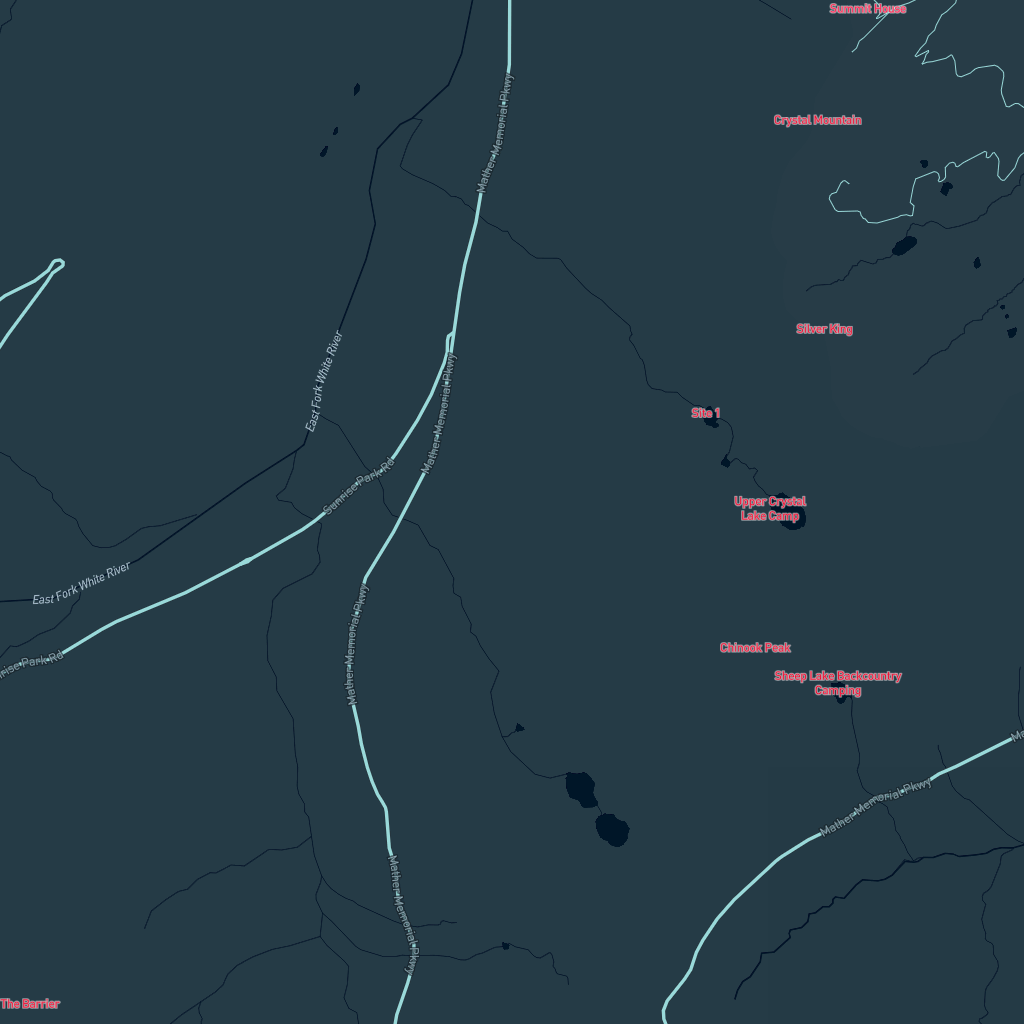 Summit House
Mather Memorial Pkwy
Crystal Mountain
Silver King
East Fork White River
Mather Memorial Pkwy
Site 1
Sunrise Park Rd
Upper Crystal
Lake Camp
East Fork White River
Mather Memorial Pkwy
Chinook Peak
nrise Park Rd
Sheep Lake Backcountry
Camping
Ma
Mather Memorial Pkwy
Mather Memorial Pkwy
The Barrier